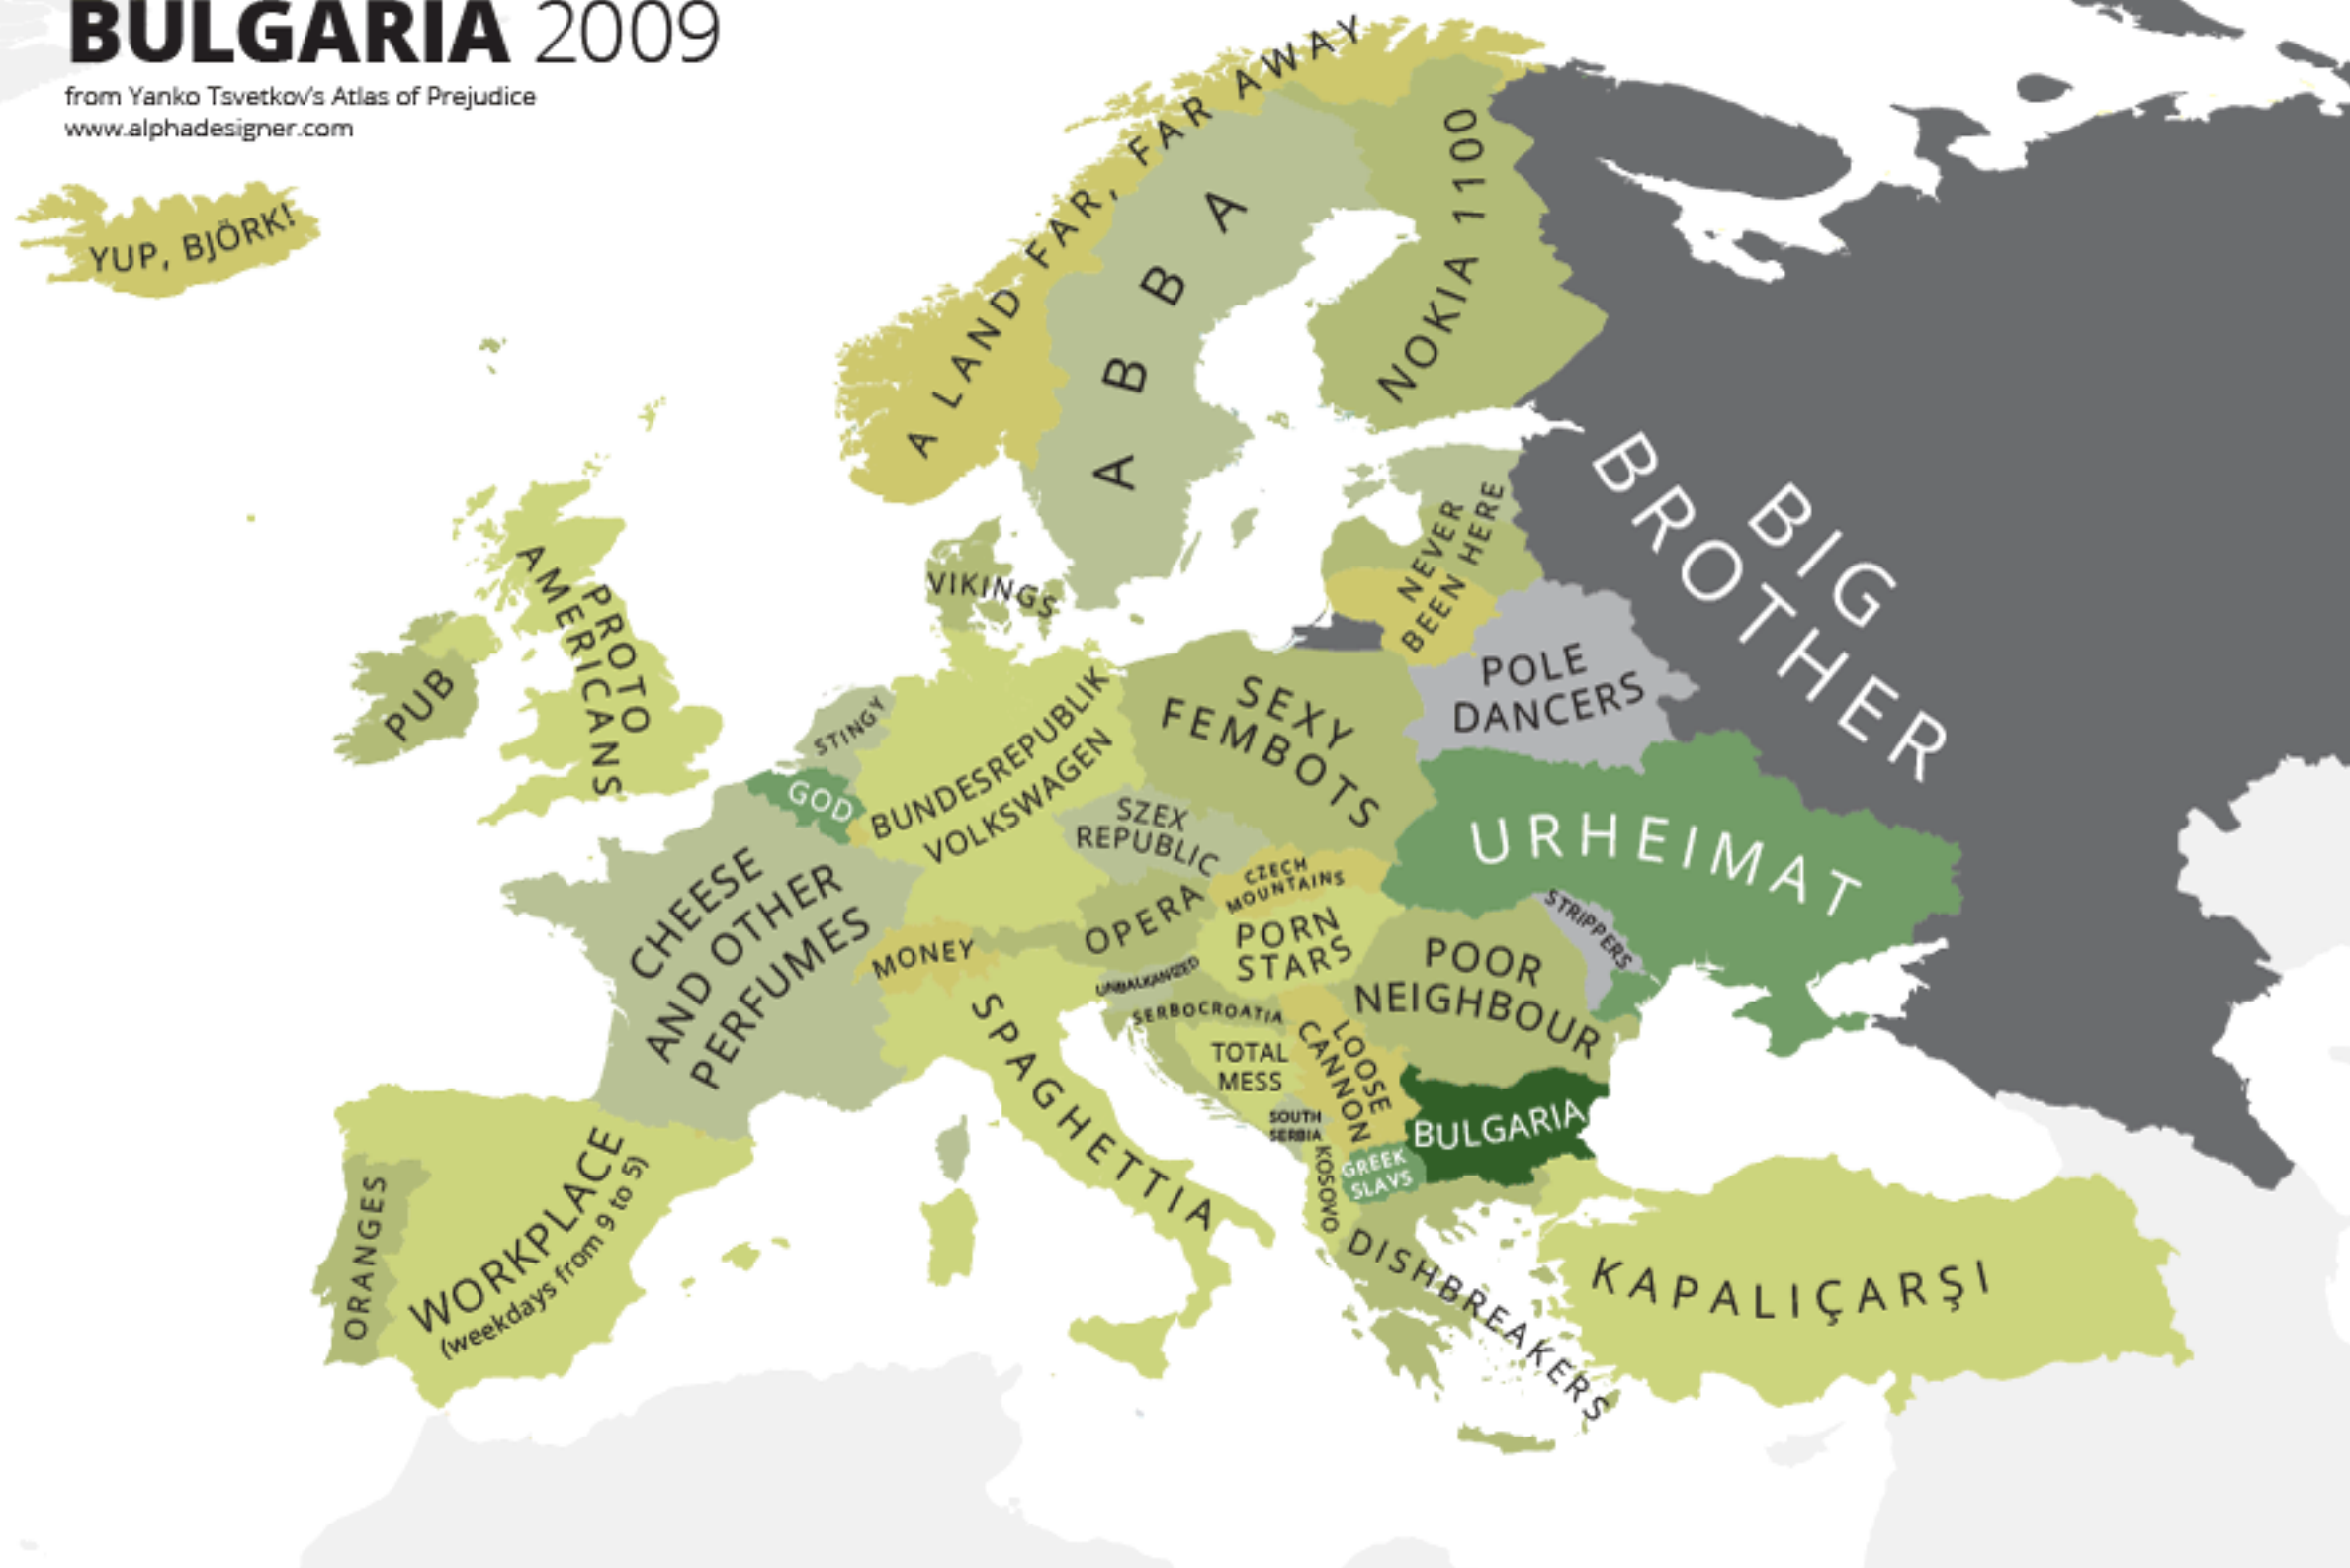 BULGARIA 2009
from Yanko Tsvetkov's Atlas of Prejudice
www.alphadesigner.com
YUP, BJÖRK!
A LAND FAR, FAR AWAY
A B B A
NOKIA 1100
BIG
BROTHER
NEVER
BEEN HERE
VIKINGS
PROTO
AMERICANS
PUB
POLE
DANCERS
SEXY
FEMBOTS
STINGY
GOD
BUNDESREPUBLIK
VOLKSWAGEN
SZEX
REPUBLIC
URHEIMAT
CZECH
MOUNTAINS
CHEESE
AND OTHER
PERFUMES
MONEY
OPERA
PORN
STARS
STRIPPERS
POOR
NEIGHBOUR
UNBALKANIZED
SERBOCROATIA
SPAGHETTIA
TOTAL
MESS
LOOSE
CANNON
SOUTH
SERBIA
BULGARIA
KOSOVO
GREEK
SLAVS
ORANGES
WORKPLACE
(weekdays from 9 to 5)
DISHBREAKERS
KAPALIÇARŞI